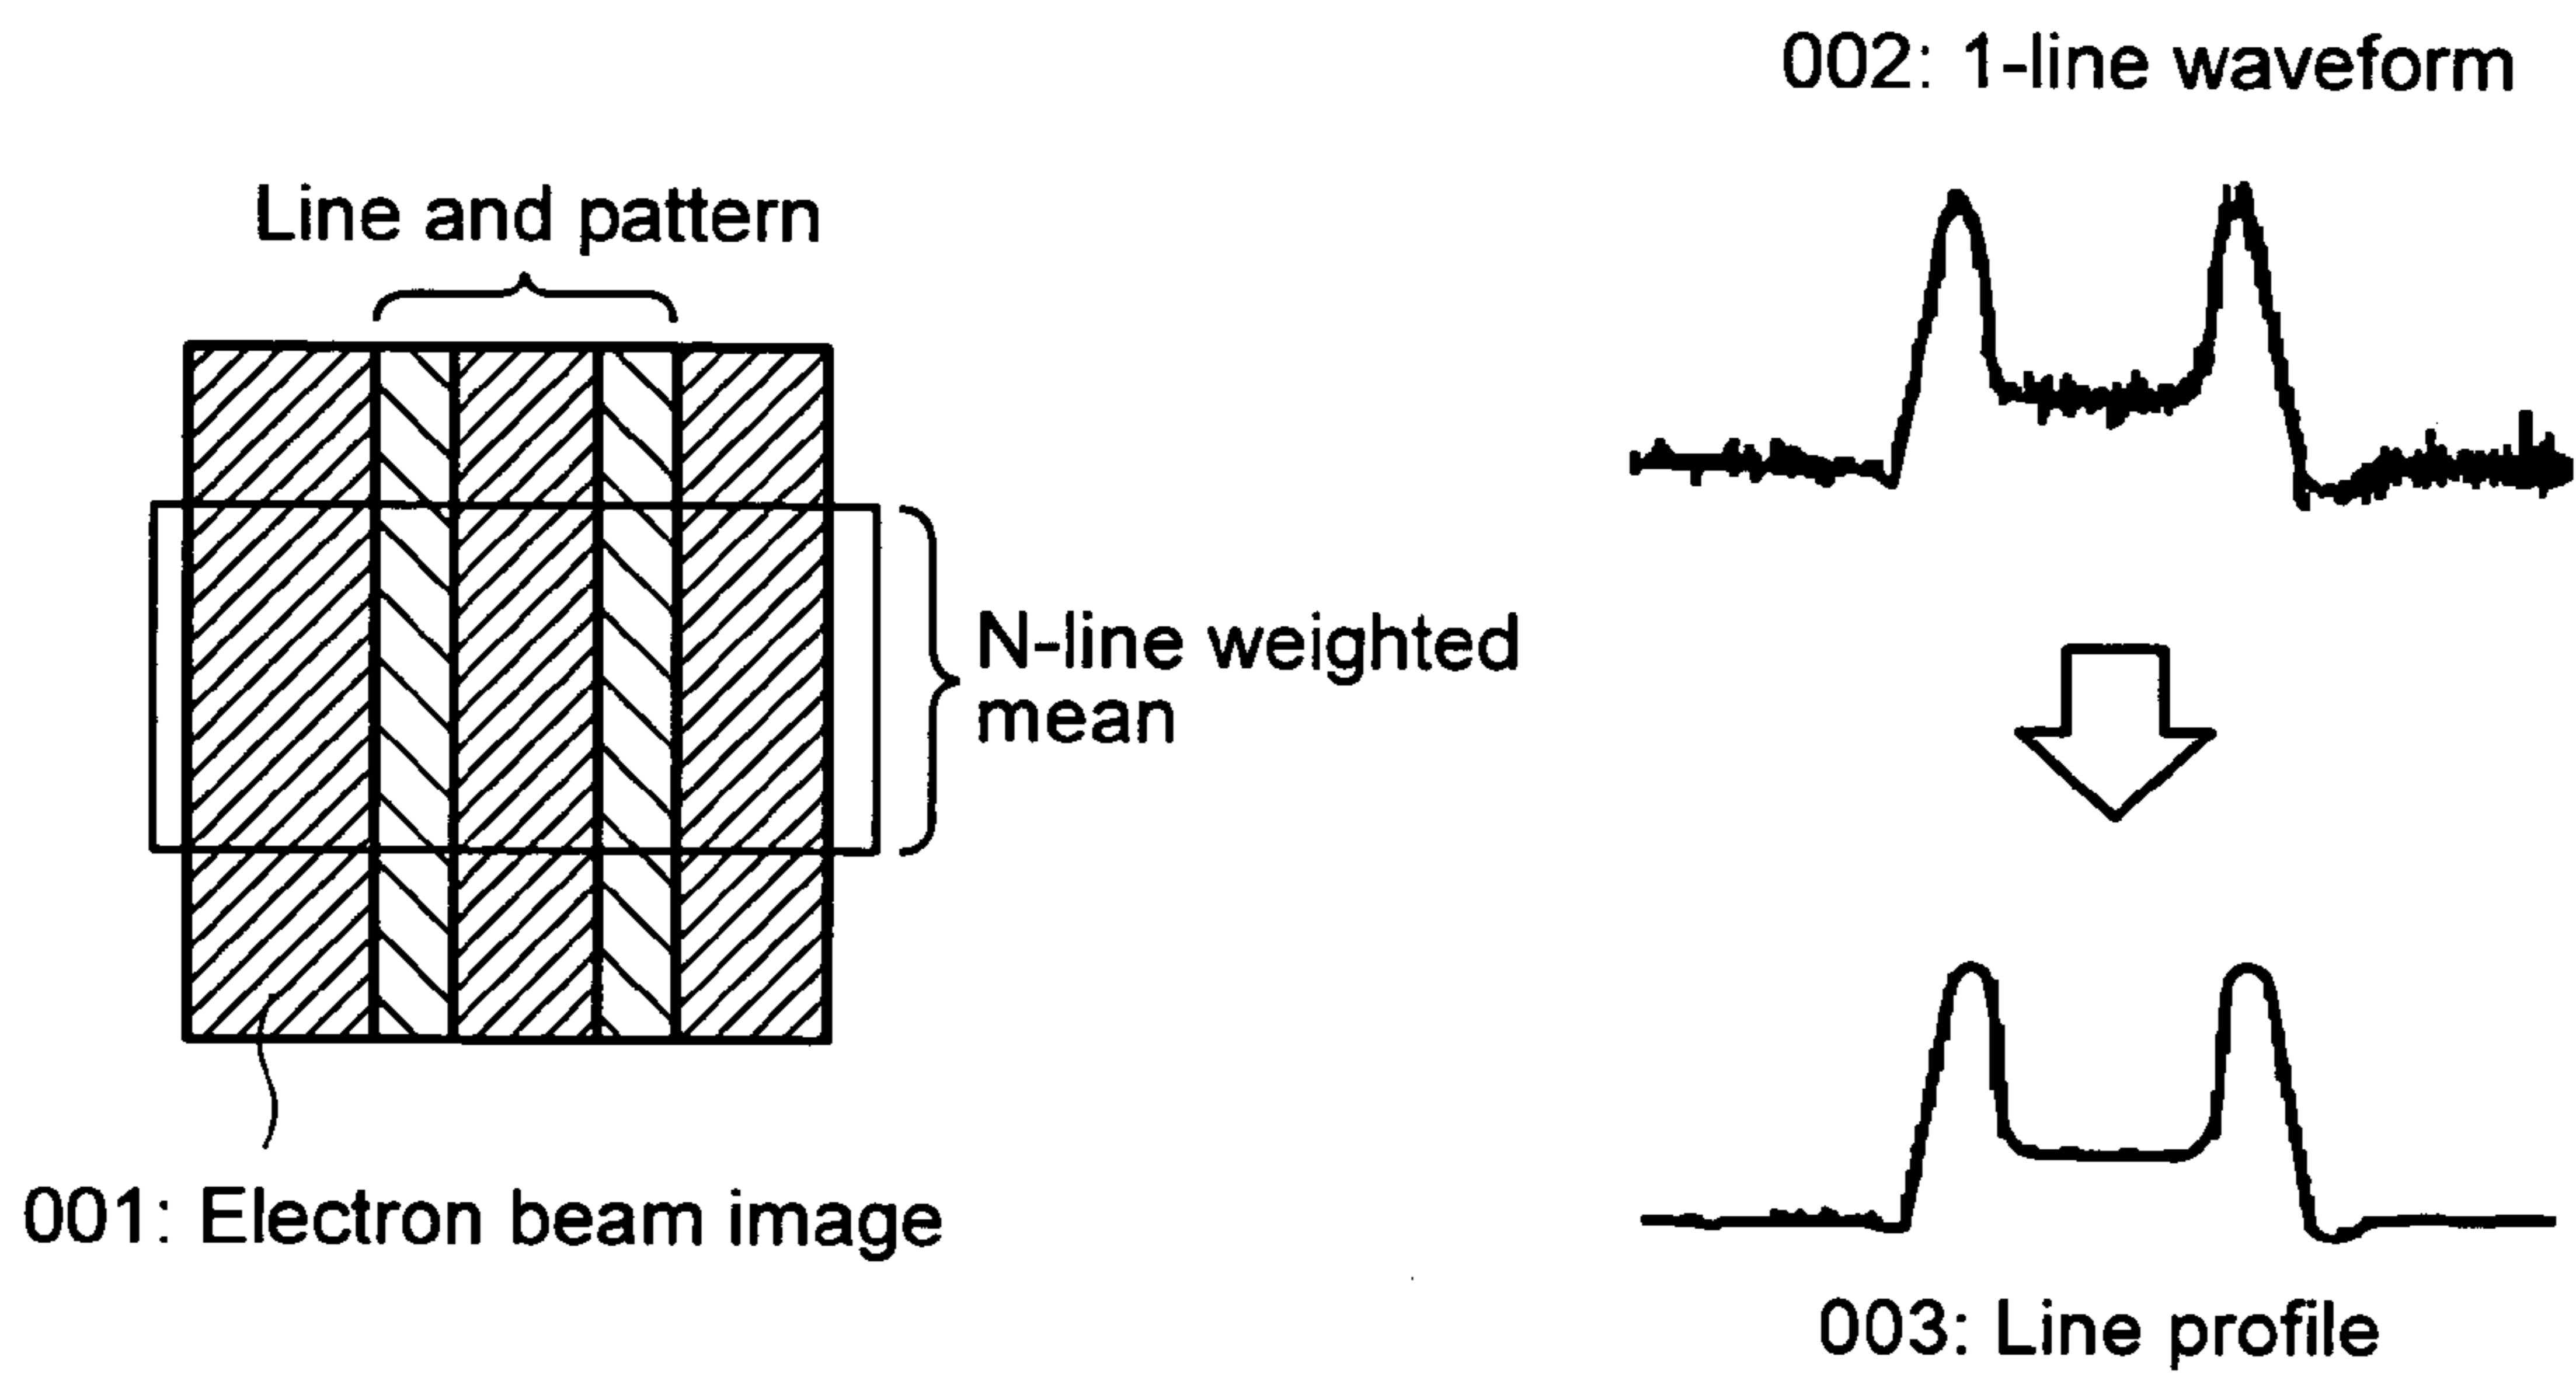 002: 1-line waveform
Line and pattern
N-line weighted
mean
001: Electron beam image
003: Line profile